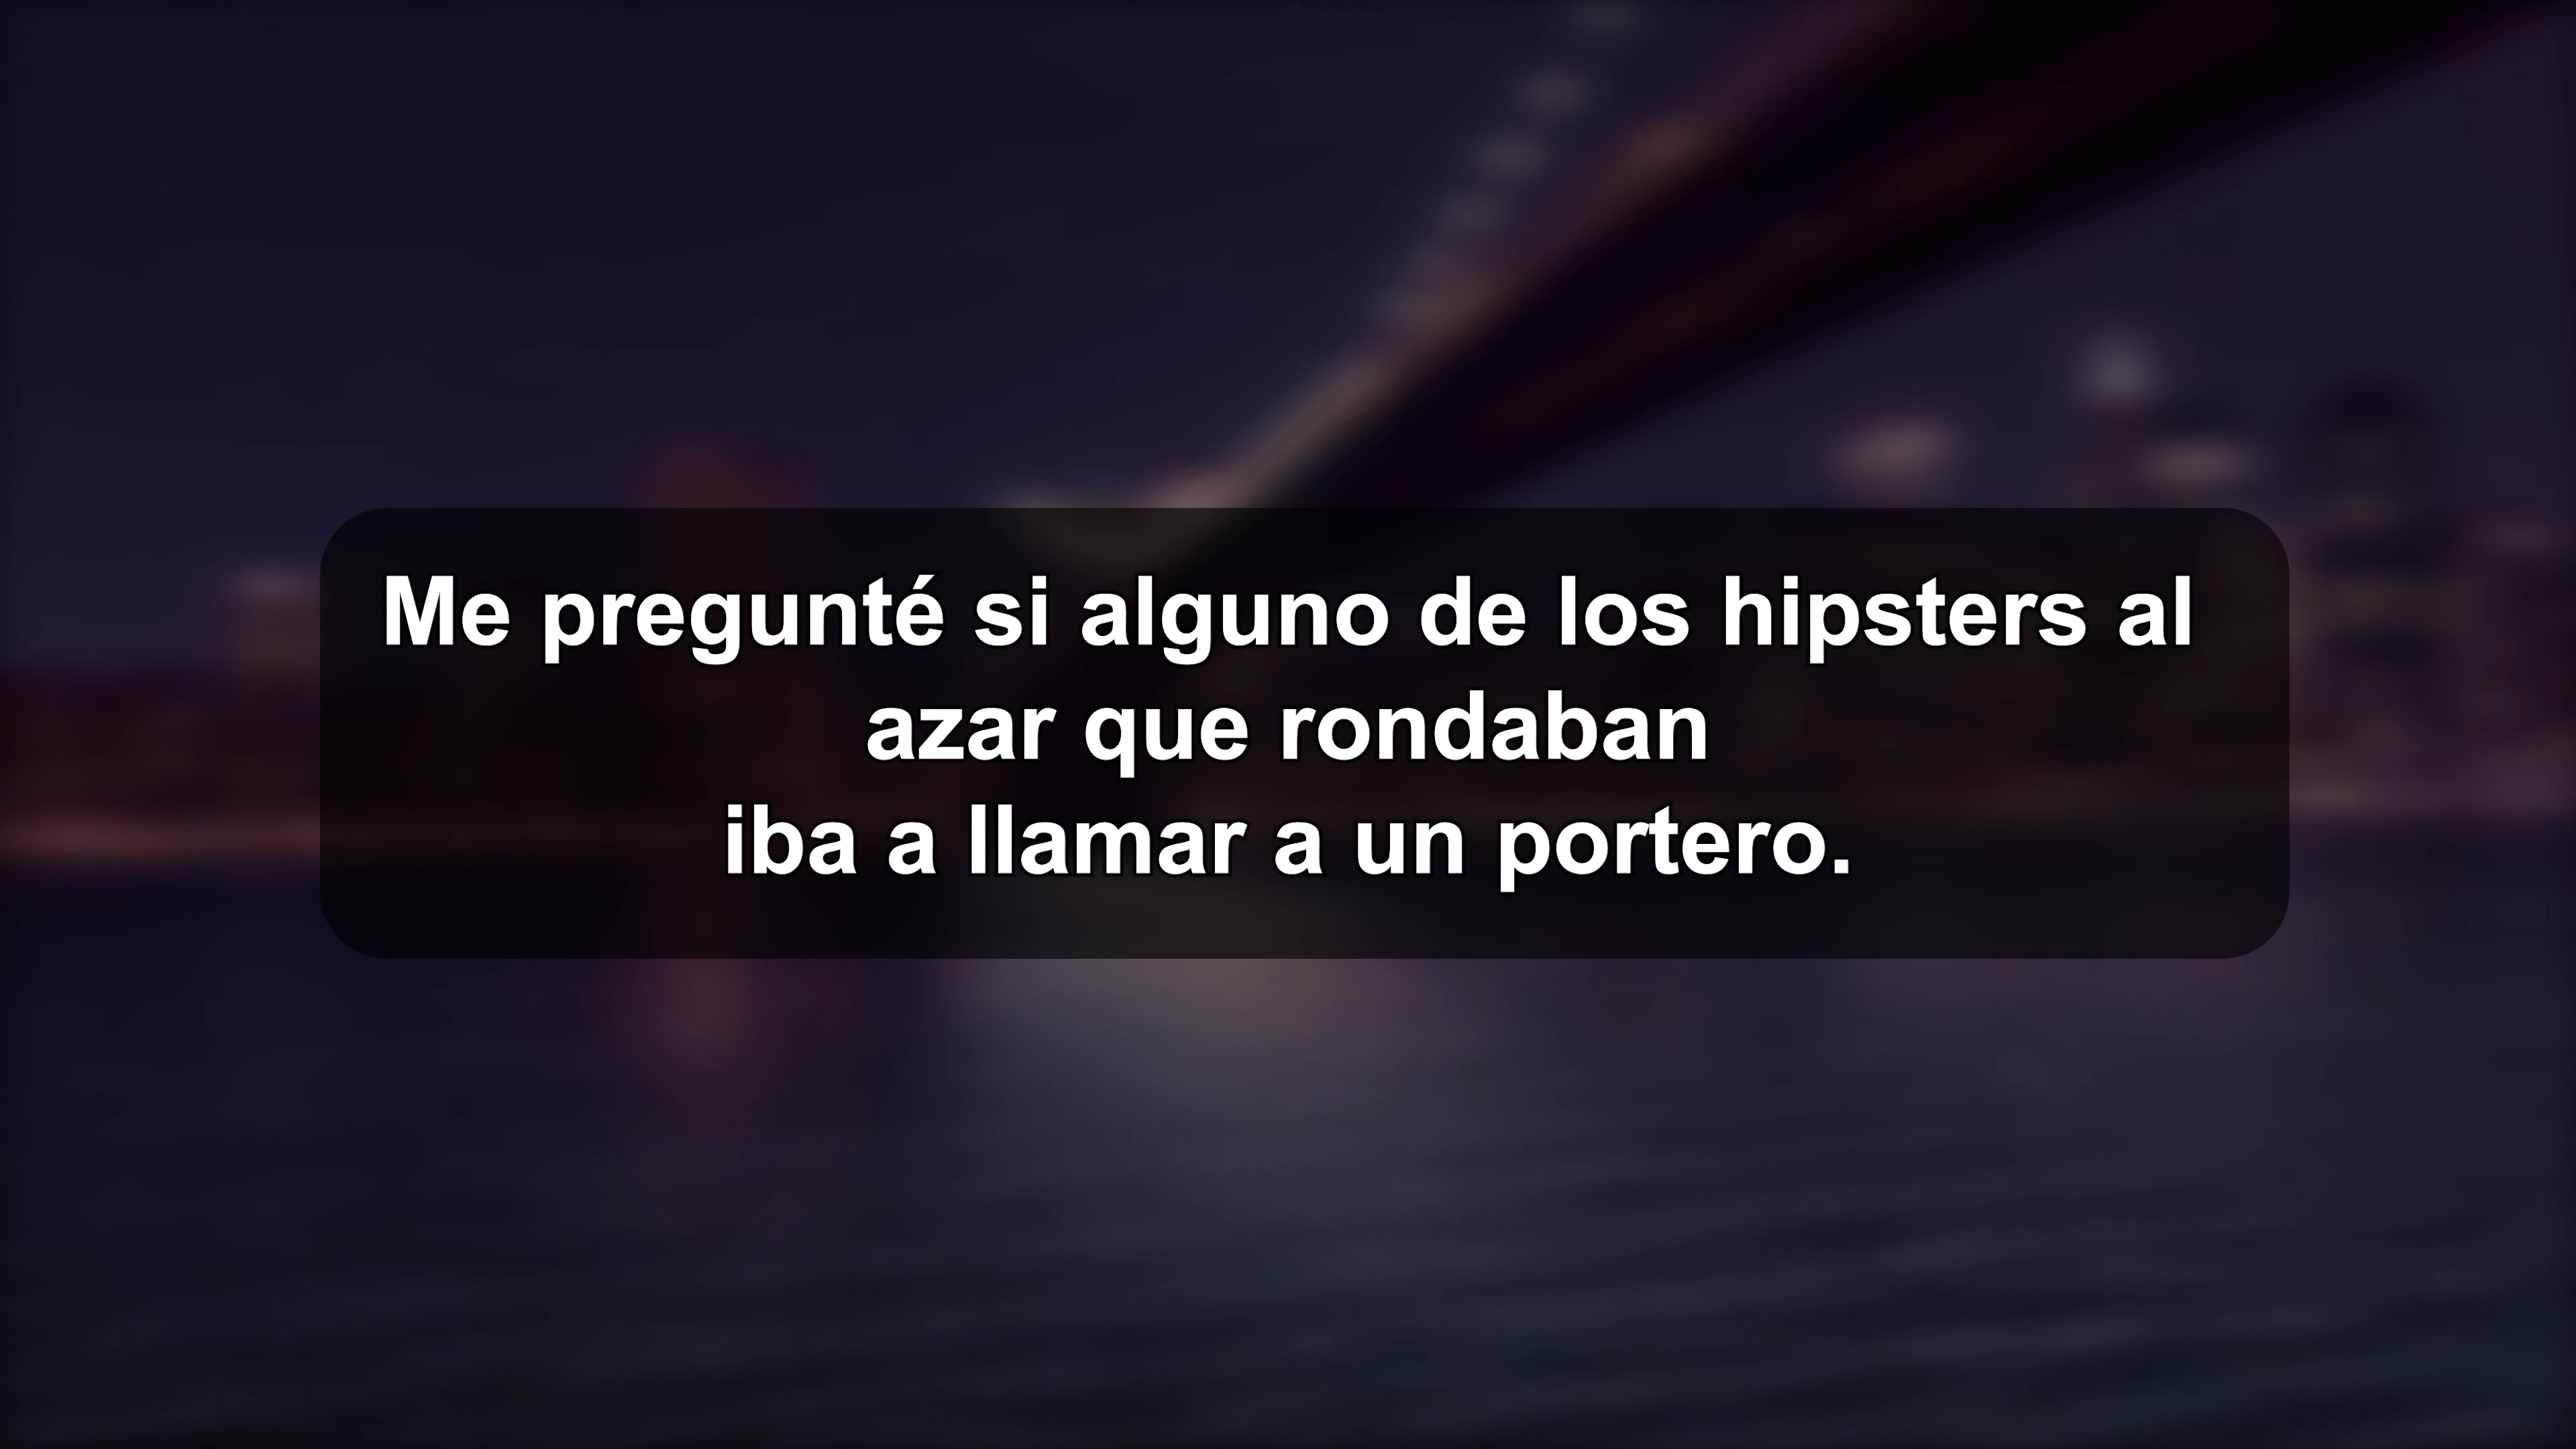 Me pregunté si alguno de los hipsters al
azar que rondaban
iba a llamar a un portero.